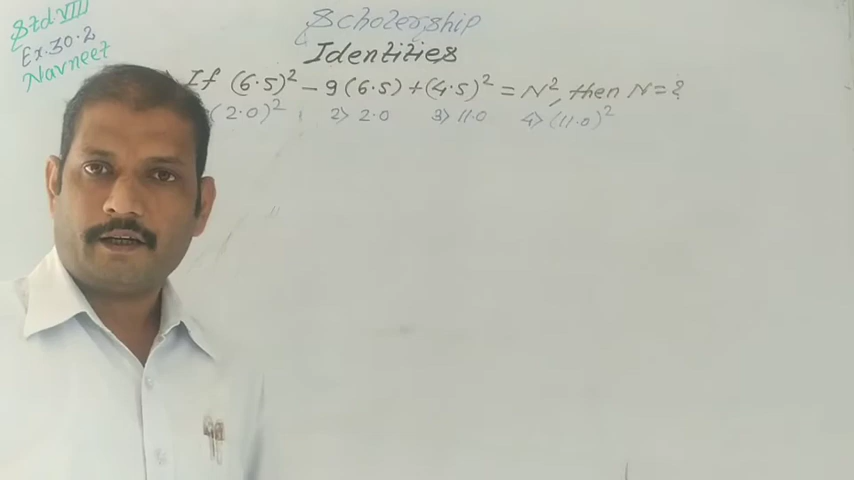 Std VIII
Ex. 30.2
Navneet
Scholership
Identities
If (6.5)² - 9(6.5) + (4.5)² = N², then N = ?
(2.0)² 2> 2.0 3> 11.0 4> (11.0)²